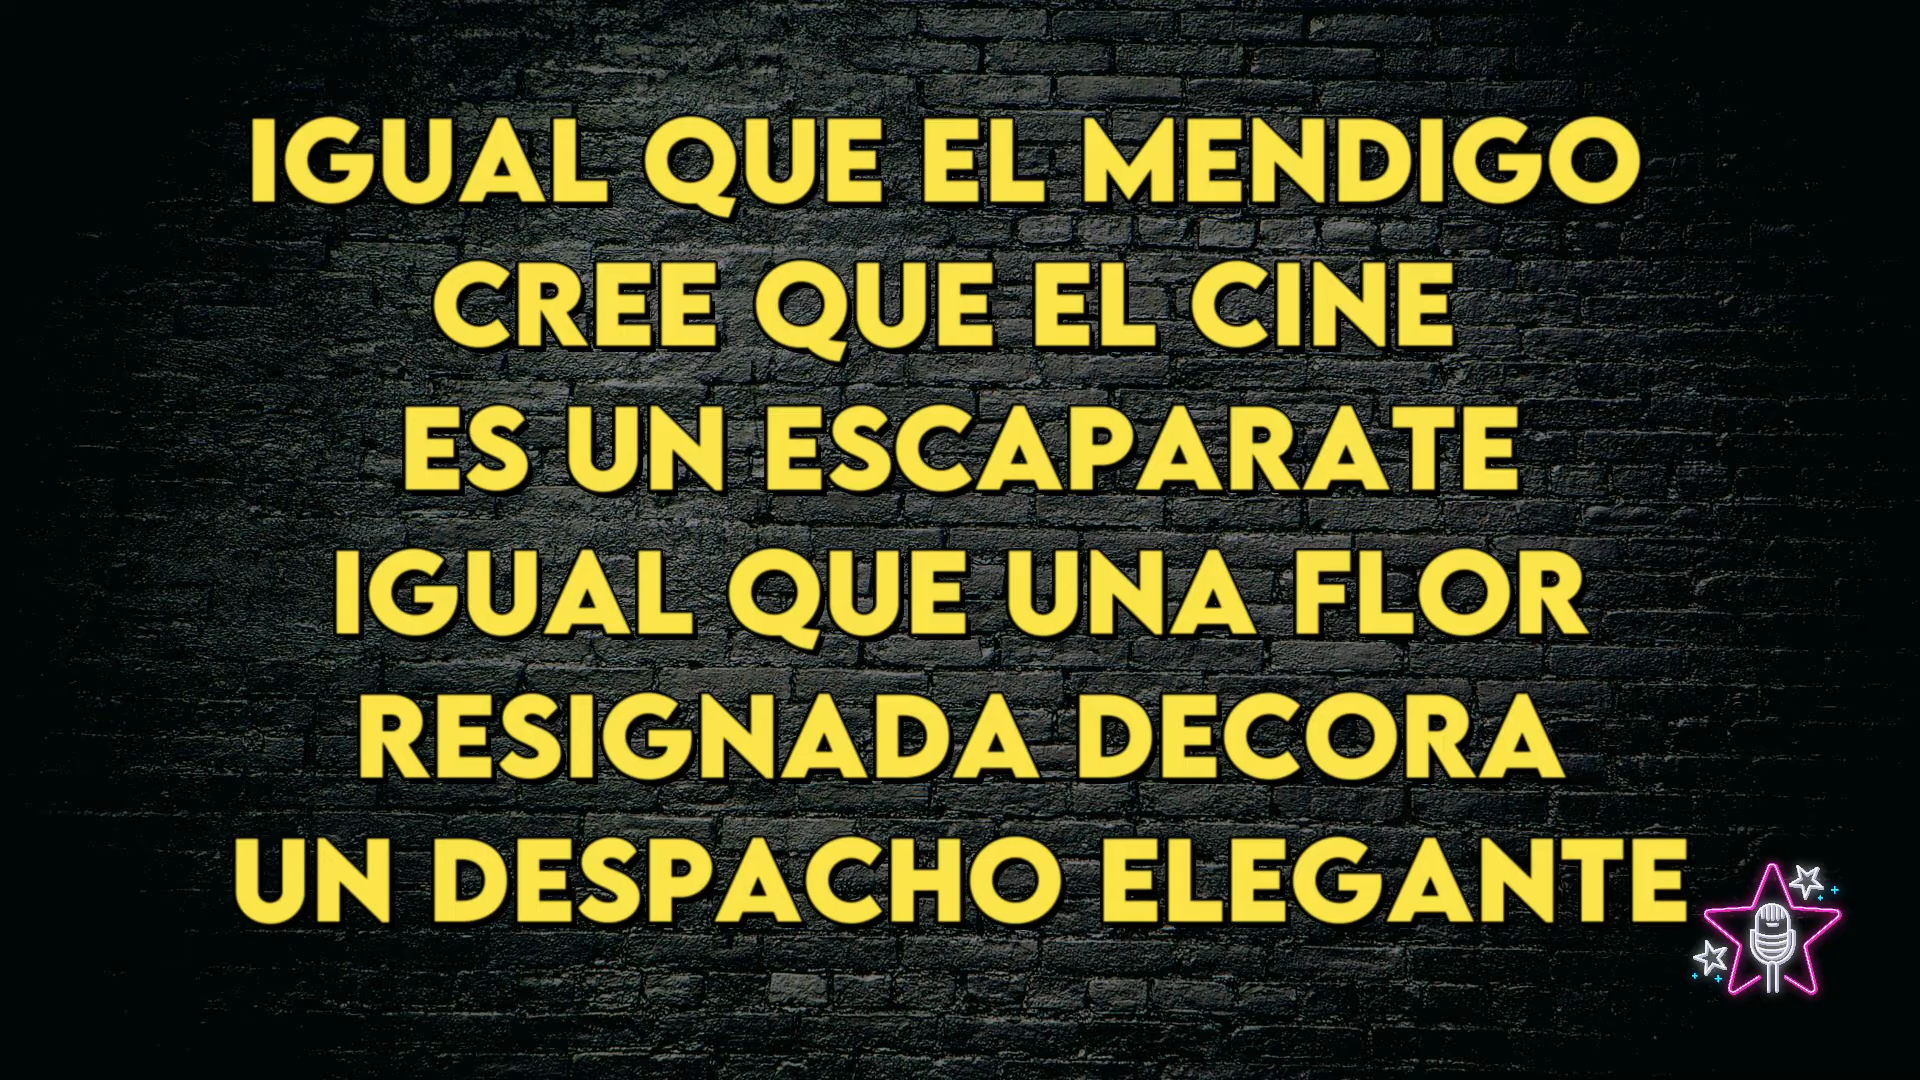 IGUAL QUE EL MENDIGO
CREE QUE EL CINE
ES UN ESCAPARATE
IGUAL QUE UNA FLOR
RESIGNADA DECORA
UN DESPACHO ELEGANTE